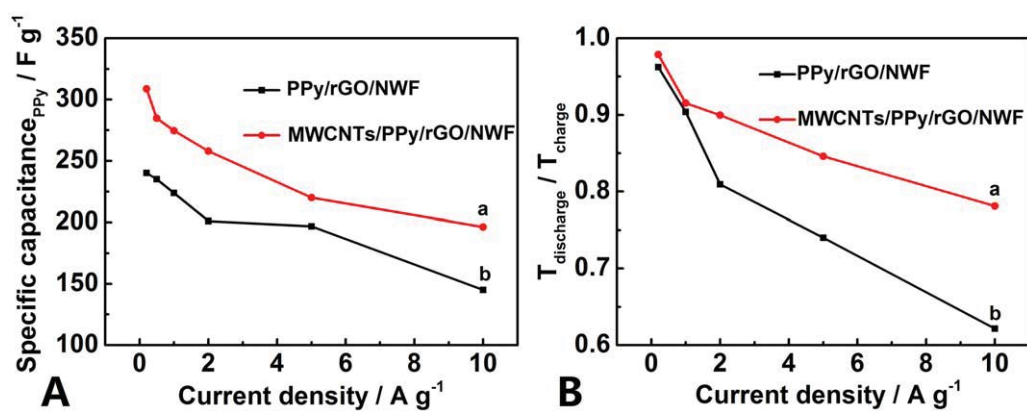 350
300
250
200
150
100
Specific capacitancePPy / F g-1
PPy/rGO/NWF
MWCNTs/PPy/rGO/NWF
a
b
0 2 4 6 8 10
Current density / A g-1
A
1.0
0.9
0.8
0.7
0.6
Tdischarge / Tcharge
PPy/rGO/NWF
MWCNTs/PPy/rGO/NWF
a
b
0 2 4 6 8 10
Current density / A g-1
B